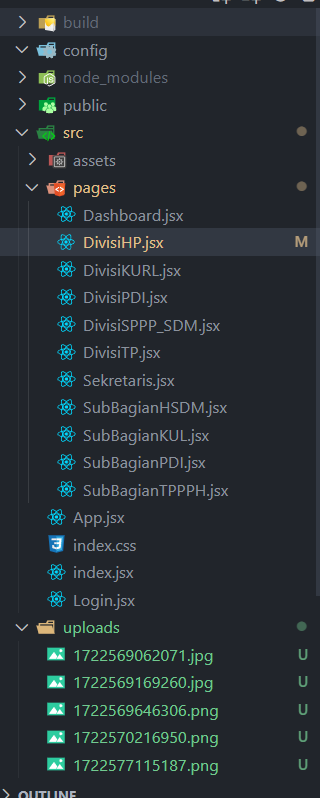 build
config
node_modules
public
src
assets
pages
Dashboard.jsx
DivisiHP.jsx M
DivisiKURL.jsx
DivisiPDI.jsx
DivisiSPPP_SDM.jsx
DivisiTP.jsx
Sekretaris.jsx
SubBagianHSDM.jsx
SubBagianKUL.jsx
SubBagianPDI.jsx
SubBagianTPPPH.jsx
App.jsx
index.css
index.jsx
Login.jsx
uploads
1722569062071.jpg U
1722569169260.jpg U
1722569646306.png U
1722570216950.png U
1722577115187.png U
OUTLINE